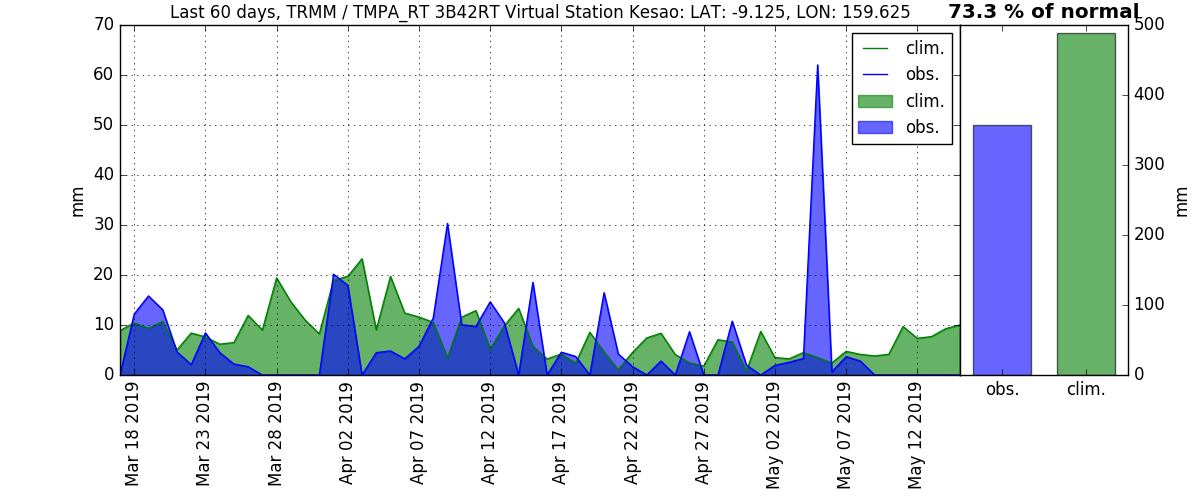 Last 60 days, TRMM / TMPA_RT 3B42RT Virtual Station Kesao: LAT: -9.125, LON: 159.625
73.3 % of normal
70
60
50
40
30
20
10
0
mm
clim.
obs.
clim.
obs.
500
400
300
200
100
0
mm
obs.
clim.
Mar 18 2019
Mar 23 2019
Mar 28 2019
Apr 02 2019
Apr 07 2019
Apr 12 2019
Apr 17 2019
Apr 22 2019
Apr 27 2019
May 02 2019
May 07 2019
May 12 2019